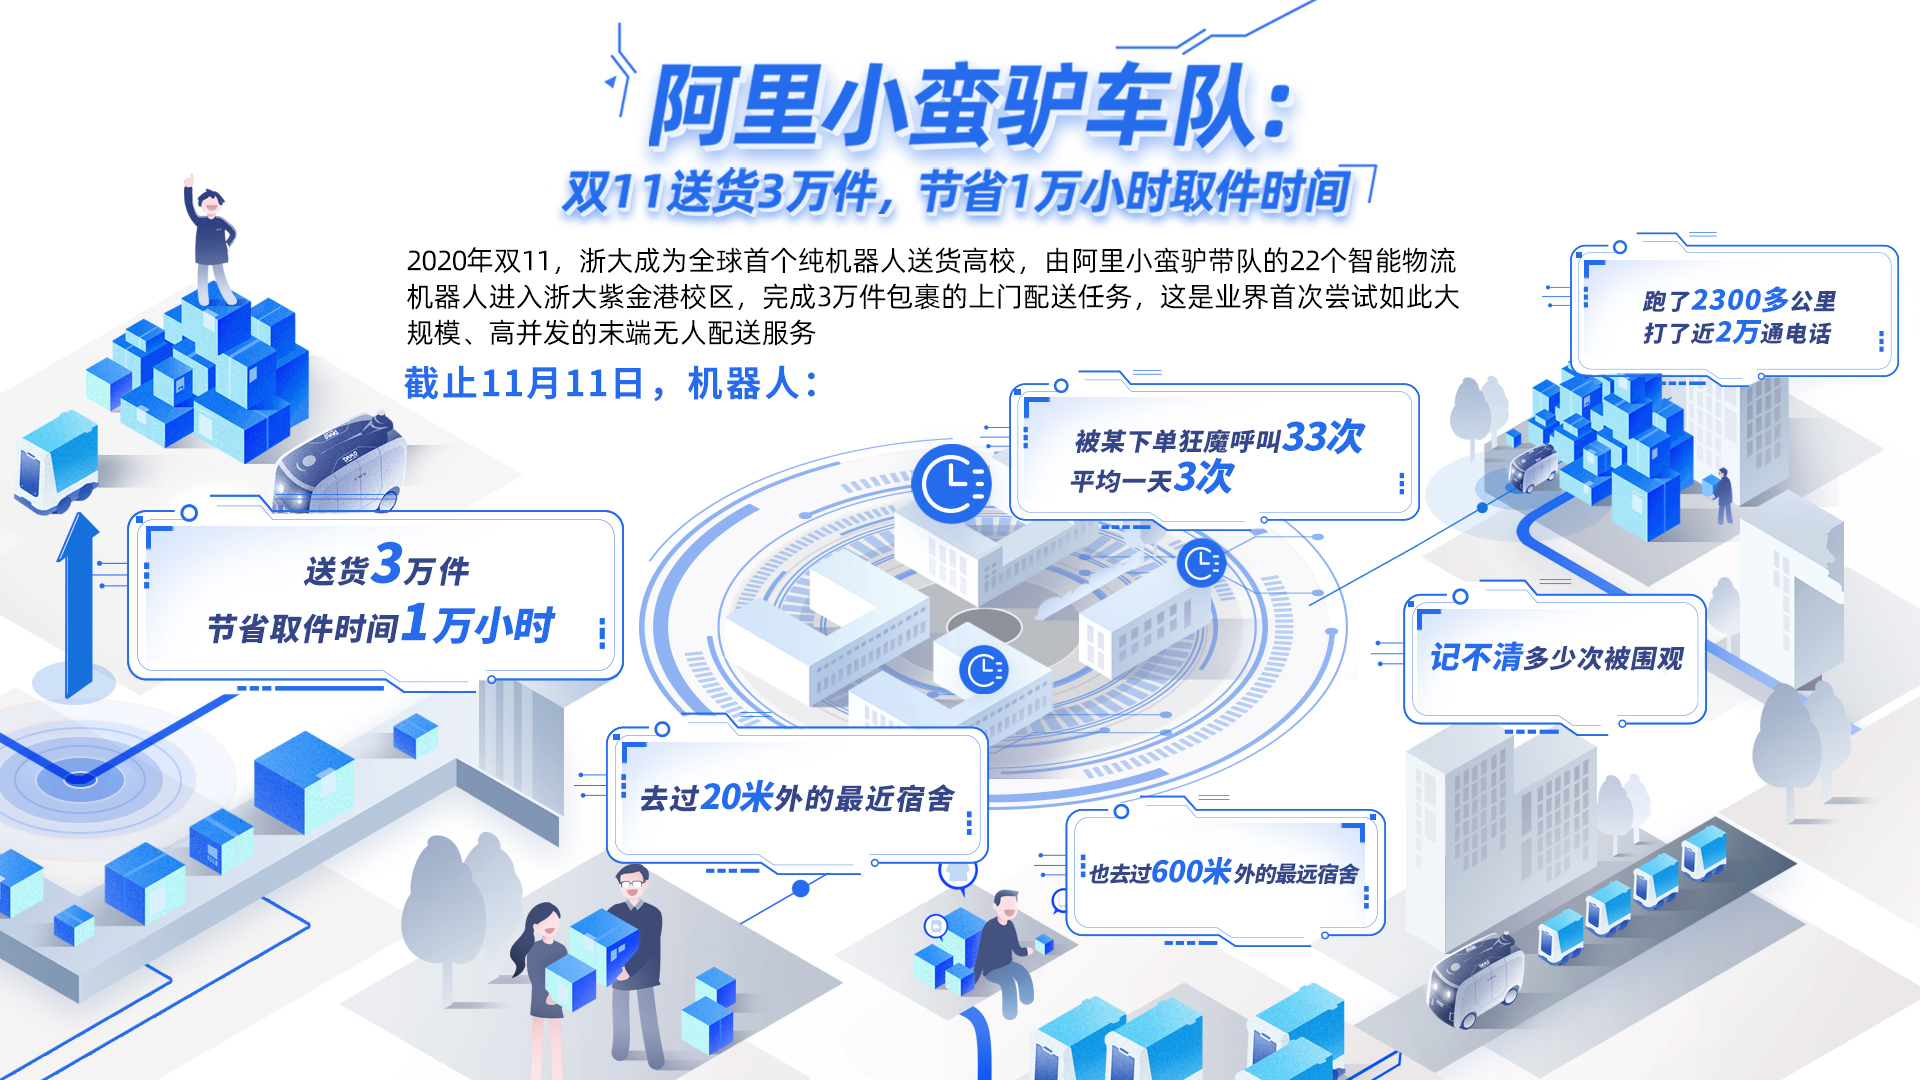 阿里小蛮驴车队:
双11送货3万件，节省1万小时取件时间
2020年双11，浙大成为全球首个纯机器人送货高校，由阿里小蛮驴带队的22个智能物流
机器人进入浙大紫金港校区，完成3万件包裹的上门配送任务，这是业界首次尝试如此大
规模、高并发的末端无人配送服务
截止11月11日，机器人：
跑了2300多公里
打了近2万通电话
被某下单狂魔呼叫33次
平均一天3次
送货3万件
节省取件时间1万小时
记不清多少次被围观
去过20米外的最近宿舍
也去过600米外的最远宿舍